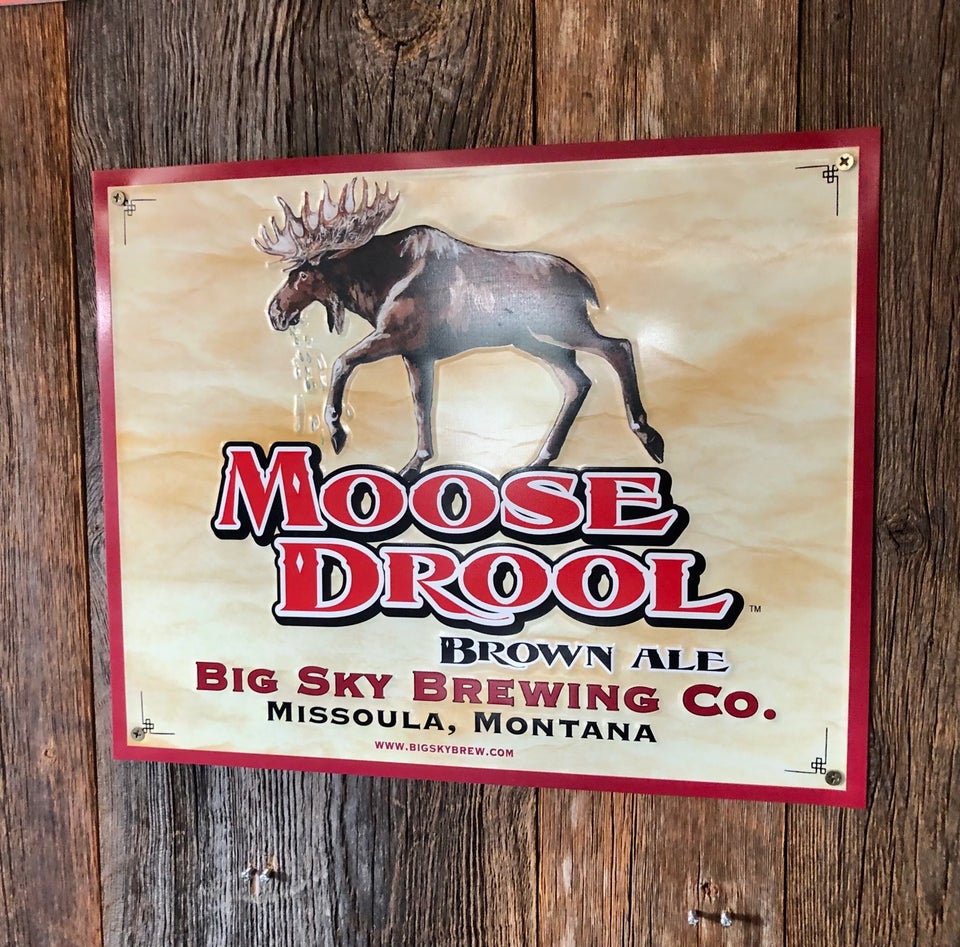 Moose
Drool ™
Brown Ale
Big Sky Brewing Co.
Missoula, Montana
www.bigskybrew.com